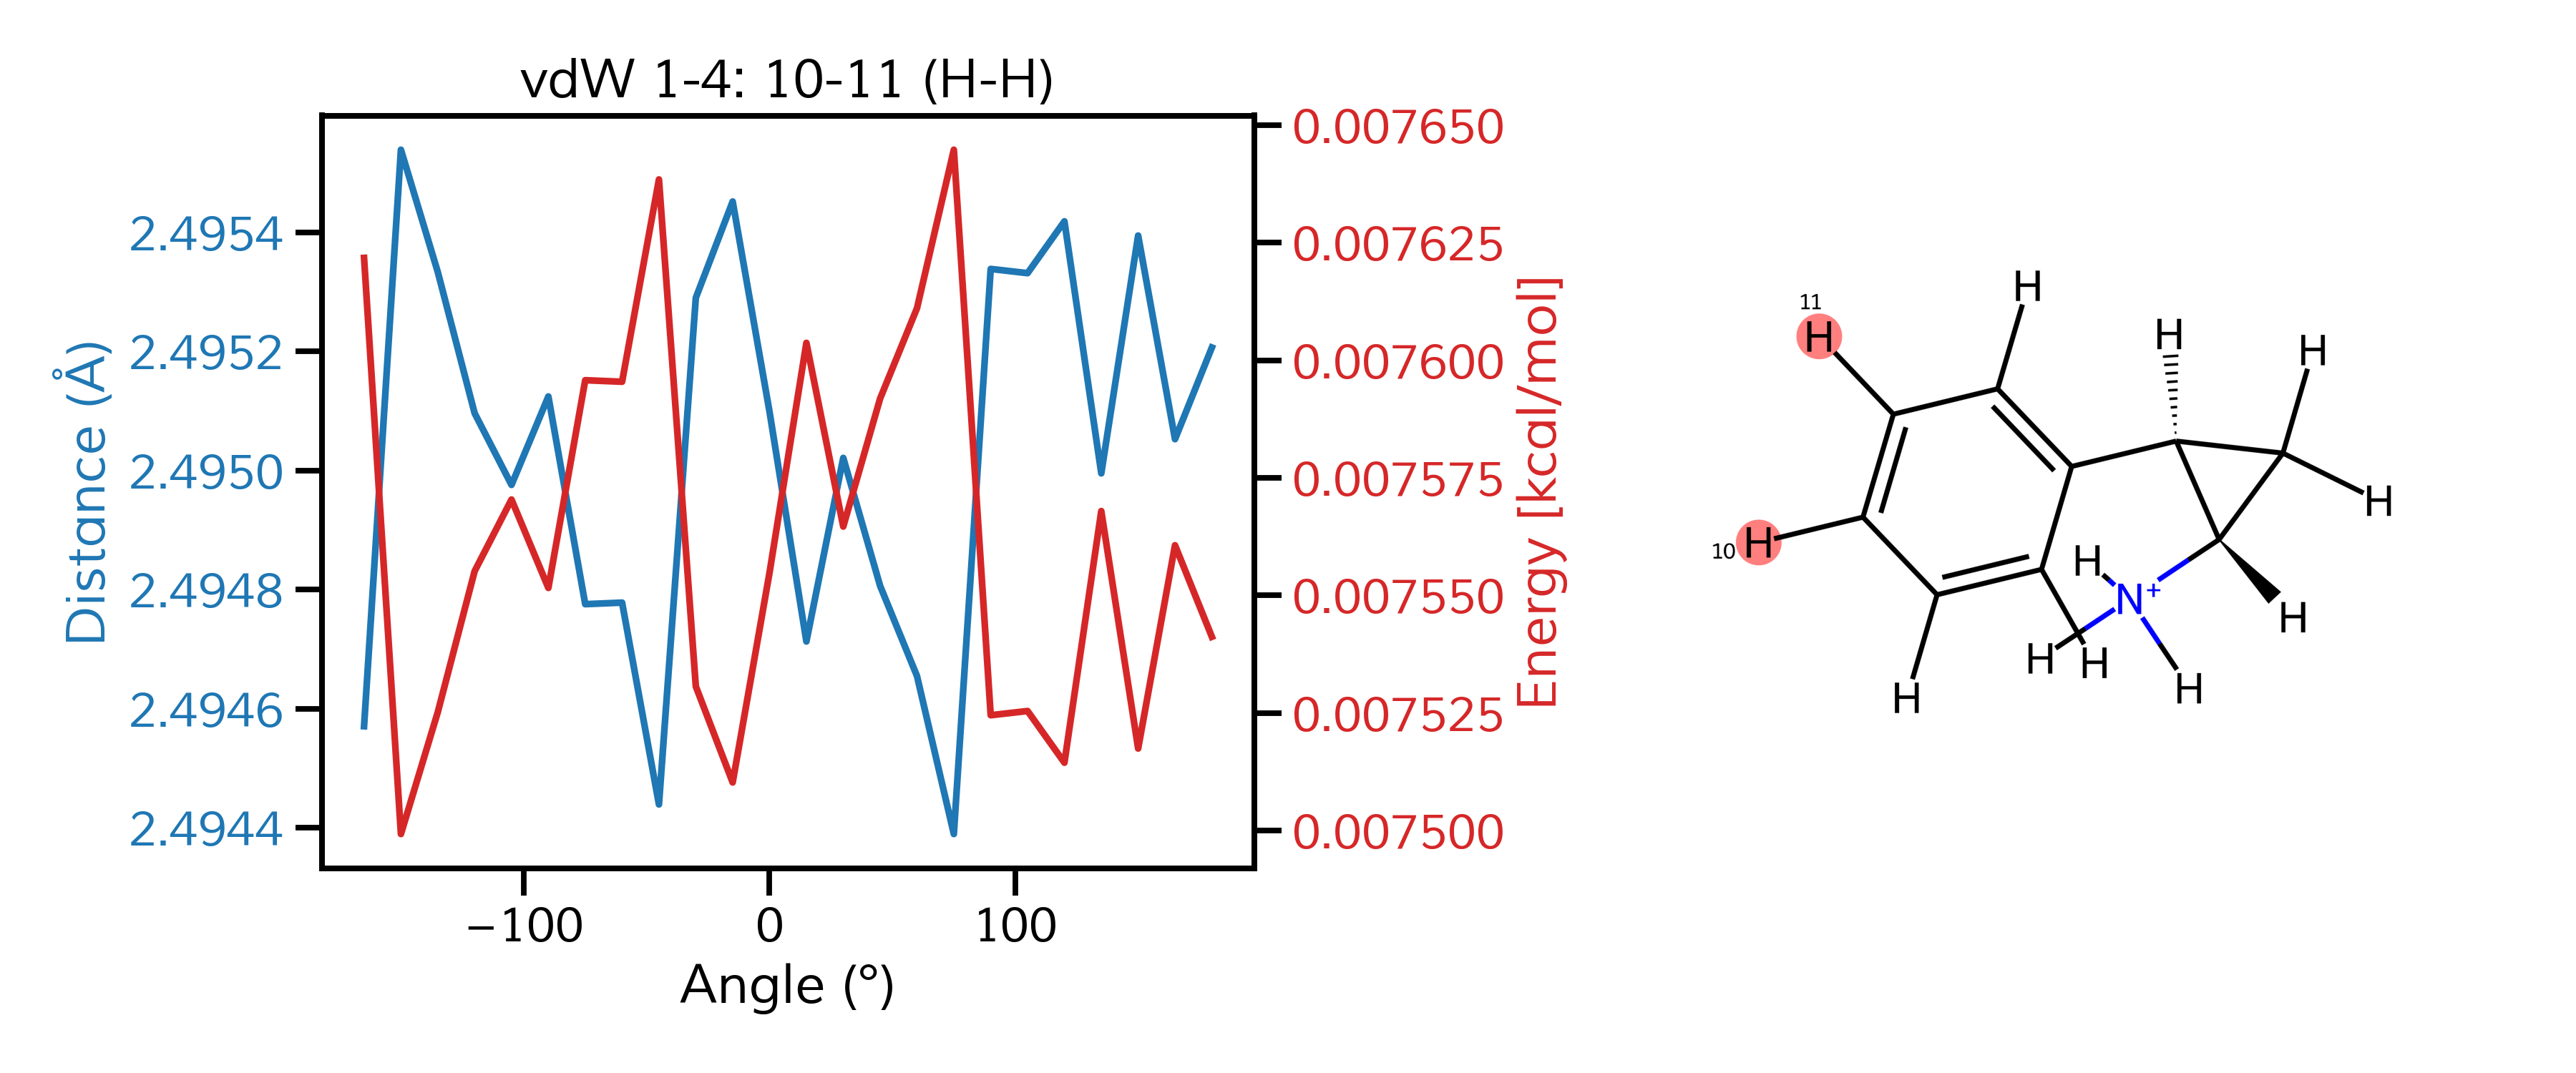 vdW 1-4: 10-11 (H-H)
Distance (Å)
2.4954
2.4952
2.4950
2.4948
2.4946
2.4944
−100
0
100
Angle (°)
0.007650
0.007625
0.007600
0.007575
0.007550
0.007525
0.007500
Energy [kcal/mol]
11
H
H
H
H
H
10
H
H
N+
H
H
H
H
H